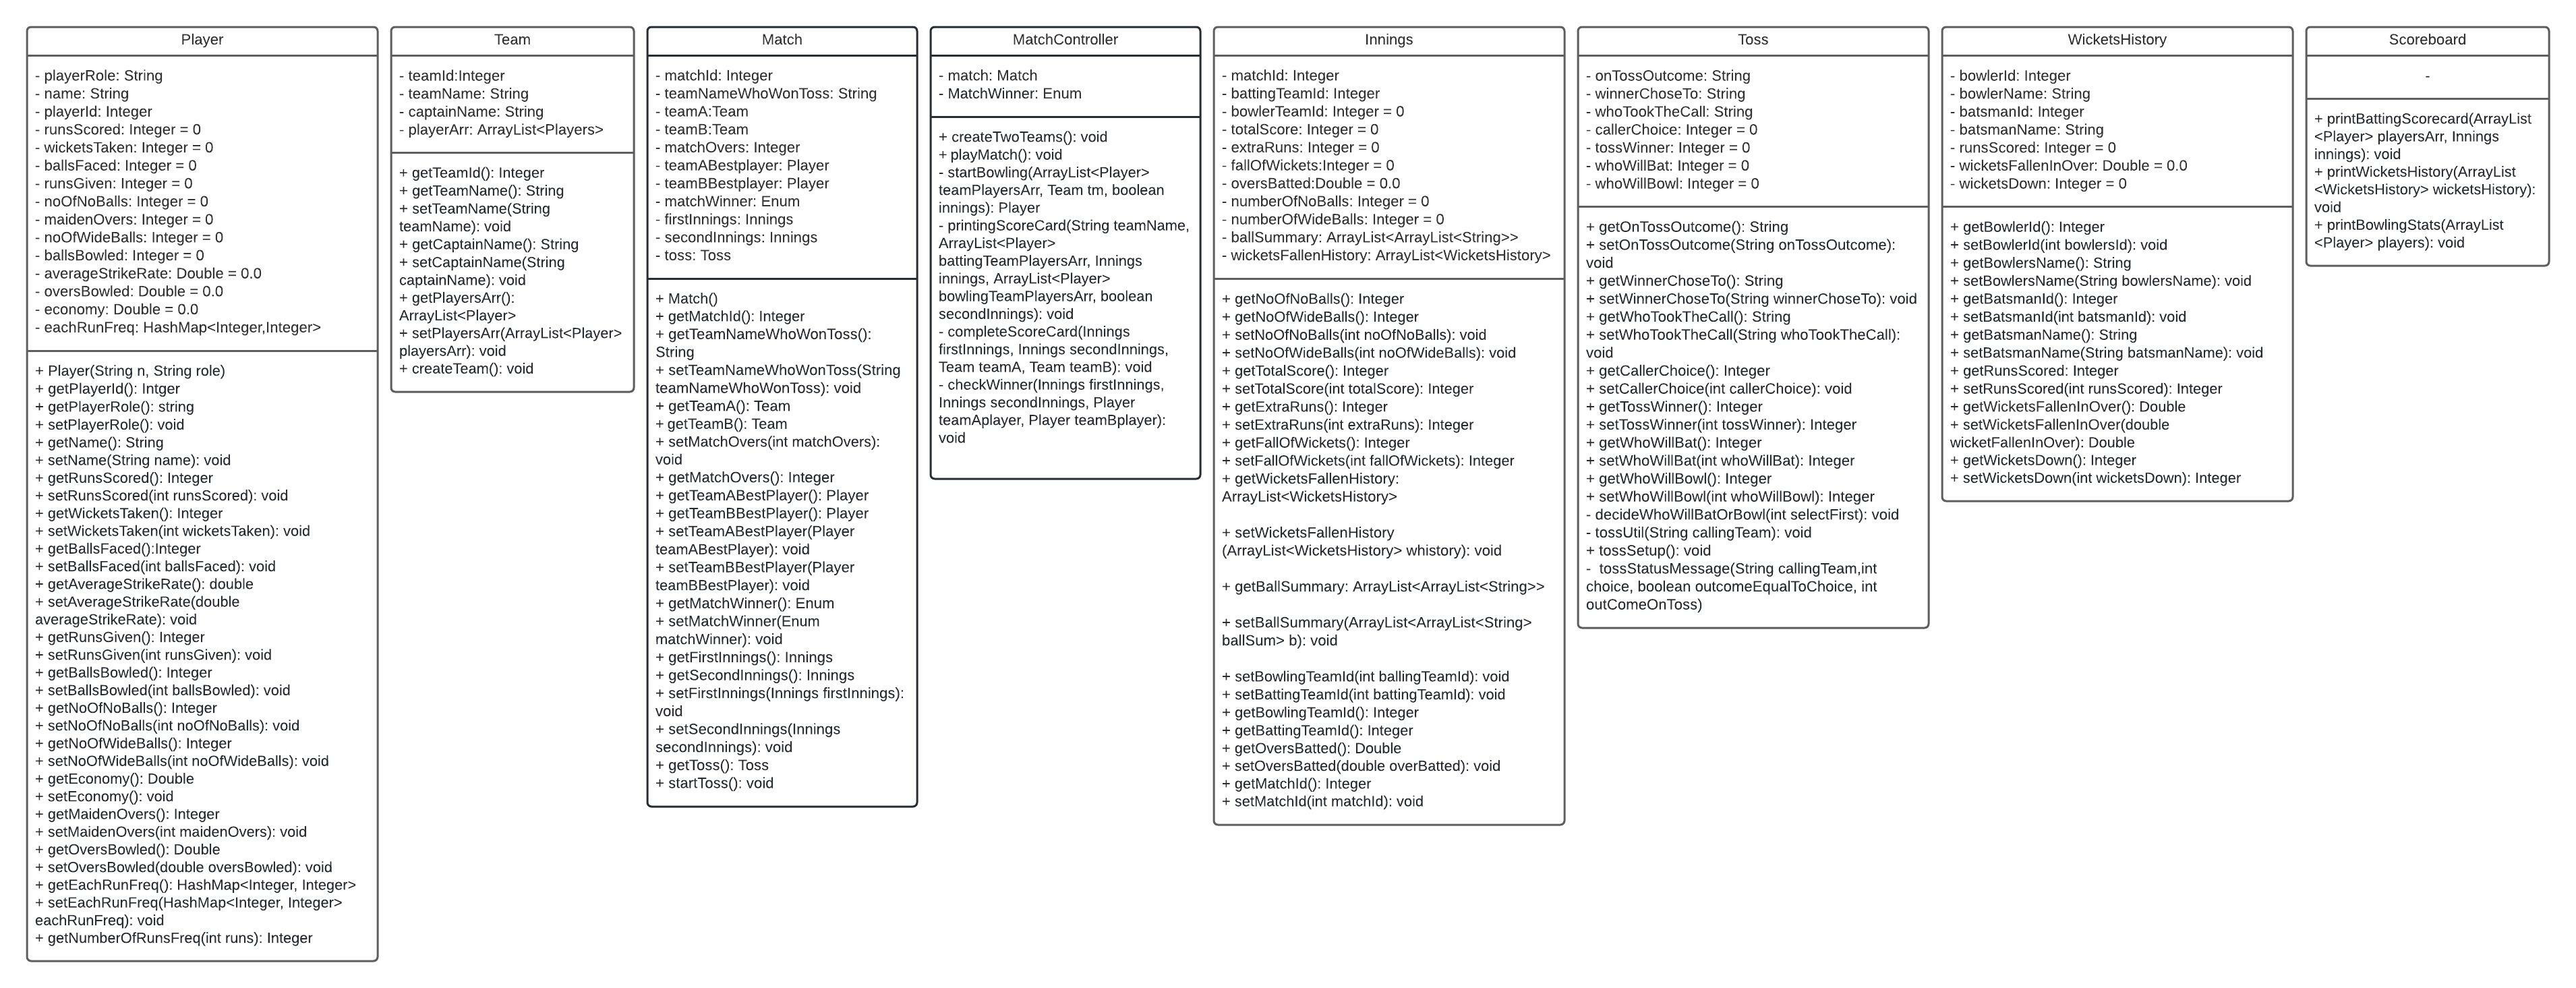 Player
- playerRole: String
- name: String
- playerId: Integer
- runsScored: Integer = 0
- wicketsTaken: Integer = 0
- ballsFaced: Integer = 0
- runsGiven: Integer = 0
- noOfNoBalls: Integer = 0
- maidenOvers: Integer = 0
- noOfWideBalls: Integer = 0
- ballsBowled: Integer = 0
- averageStrikeRate: Double = 0.0
- oversBowled: Double = 0.0
- economy: Double = 0.0
- eachRunFreq: HashMap<Integer,Integer>
+ Player(String n, String role)
+ getPlayerId(): Intger
+ getPlayerRole(): string
+ setPlayerRole(): void
+ getName(): String
+ setName(String name): void
+ getRunsScored(): Integer
+ setRunsScored(int runsScored): void
+ getWicketsTaken(): Integer
+ setWicketsTaken(int wicketsTaken): void
+ getBallsFaced():Integer
+ setBallsFaced(int ballsFaced): void
+ getAverageStrikeRate(): double
+ setAverageStrikeRate(double
averageStrikeRate): void
+ getRunsGiven(): Integer
+ setRunsGiven(int runsGiven): void
+ getBallsBowled(): Integer
+ setBallsBowled(int ballsBowled): void
+ getNoOfNoBalls(): Integer
+ setNoOfNoBalls(int noOfNoBalls): void
+ getNoOfWideBalls(): Integer
+ setNoOfWideBalls(int noOfWideBalls): void
+ getEconomy(): Double
+ setEconomy(): void
+ getMaidenOvers(): Integer
+ setMaidenOvers(int maidenOvers): void
+ getOversBowled(): Double
+ setOversBowled(double oversBowled): void
+ getEachRunFreq(): HashMap<Integer, Integer>
+ setEachRunFreq(HashMap<Integer, Integer>
eachRunFreq): void
+ getNumberOfRunsFreq(int runs): Integer
Team
- teamId:Integer
- teamName: String
- captainName: String
- playerArr: ArrayList<Players>
+ getTeamId(): Integer
+ getTeamName(): String
+ setTeamName(String
teamName): void
+ getCaptainName(): String
+ setCaptainName(String
captainName): void
+ getPlayersArr():
ArrayList<Player>
+ setPlayersArr(ArrayList<Player>
playersArr): void
+ createTeam(): void
Match
- matchId: Integer
- teamNameWhoWonToss: String
- teamA:Team
- teamB:Team
- matchOvers: Integer
- teamABestplayer: Player
- teamBBestplayer: Player
- matchWinner: Enum
- firstInnings: Innings
- secondInnings: Innings
- toss: Toss
+ Match()
+ getMatchId(): Integer
+ getTeamNameWhoWonToss():
String
+ setTeamNameWhoWonToss(String
teamNameWhoWonToss): void
+ getTeamA(): Team
+ getTeamB(): Team
+ setMatchOvers(int matchOvers):
void
+ getMatchOvers(): Integer
+ getTeamABestPlayer(): Player
+ getTeamBBestPlayer(): Player
+ setTeamABestPlayer(Player
teamABestPlayer): void
+ setTeamBBestPlayer(Player
teamBBestPlayer): void
+ getMatchWinner(): Enum
+ setMatchWinner(Enum
matchWinner): void
+ getFirstInnings(): Innings
+ getSecondInnings(): Innings
+ setFirstInnings(Innings firstInnings):
void
+ setSecondInnings(Innings
secondInnings): void
+ getToss(): Toss
+ startToss(): void
MatchController
- match: Match
- MatchWinner: Enum
+ createTwoTeams(): void
+ playMatch(): void
- startBowling(ArrayList<Player>
teamPlayersArr, Team tm, boolean
innings): Player
- printingScoreCard(String teamName,
ArrayList<Player>
battingTeamPlayersArr, Innings
innings, ArrayList<Player>
bowlingTeamPlayersArr, boolean
secondInnings): void
- completeScoreCard(Innings
firstInnings, Innings secondInnings,
Team teamA, Team teamB): void
- checkWinner(Innings firstInnings,
Innings secondInnings, Player
teamAplayer, Player teamBplayer):
void
Innings
- matchId: Integer
- battingTeamId: Integer
- bowlerTeamId: Integer = 0
- totalScore: Integer = 0
- extraRuns: Integer = 0
- fallOfWickets:Integer = 0
- oversBatted:Double = 0.0
- numberOfNoBalls: Integer = 0
- numberOfWideBalls: Integer = 0
- ballSummary: ArrayList<ArrayList<String>>
- wicketsFallenHistory: ArrayList<WicketsHistory>
+ getNoOfNoBalls(): Integer
+ getNoOfWideBalls(): Integer
+ setNoOfNoBalls(int noOfNoBalls): void
+ setNoOfWideBalls(int noOfWideBalls): void
+ getTotalScore(): Integer
+ setTotalScore(int totalScore): Integer
+ getExtraRuns(): Integer
+ setExtraRuns(int extraRuns): Integer
+ getFallOfWickets(): Integer
+ setFallOfWickets(int fallOfWickets): Integer
+ getWicketsFallenHistory:
ArrayList<WicketsHistory>
+ setWicketsFallenHistory
(ArrayList<WicketsHistory> whistory): void
+ getBallSummary: ArrayList<ArrayList<String>>
+ setBallSummary(ArrayList<ArrayList<String>
ballSum> b): void
+ setBowlingTeamId(int ballingTeamId): void
+ setBattingTeamId(int battingTeamId): void
+ getBowlingTeamId(): Integer
+ getBattingTeamId(): Integer
+ getOversBatted(): Double
+ setOversBatted(double overBatted): void
+ getMatchId(): Integer
+ setMatchId(int matchId): void
Toss
- onTossOutcome: String
- winnerChoseTo: String
- whoTookTheCall: String
- callerChoice: Integer = 0
- tossWinner: Integer = 0
- whoWillBat: Integer = 0
- whoWillBowl: Integer = 0
+ getOnTossOutcome(): String
+ setOnTossOutcome(String onTossOutcome):
void
+ getWinnerChoseTo(): String
+ setWinnerChoseTo(String winnerChoseTo): void
+ getWhoTookTheCall(): String
+ setWhoTookTheCall(String whoTookTheCall):
void
+ getCallerChoice(): Integer
+ setCallerChoice(int callerChoice): void
+ getTossWinner(): Integer
+ setTossWinner(int tossWinner): Integer
+ getWhoWillBat(): Integer
+ setWhoWillBat(int whoWillBat): Integer
+ getWhoWillBowl(): Integer
+ setWhoWillBowl(int whoWillBowl): Integer
- decideWhoWillBatOrBowl(int selectFirst): void
- tossUtil(String callingTeam): void
+ tossSetup(): void
- tossStatusMessage(String callingTeam,int
choice, boolean outcomeEqualToChoice, int
outComeOnToss)
WicketsHistory
- bowlerId: Integer
- bowlerName: String
- batsmanId: Integer
- batsmanName: String
- runsScored: Integer = 0
- wicketsFallenInOver: Double = 0.0
- wicketsDown: Integer = 0
+ getBowlerId(): Integer
+ setBowlerId(int bowlersId): void
+ getBowlersName(): String
+ setBowlersName(String bowlersName): void
+ getBatsmanId(): Integer
+ setBatsmanId(int batsmanId): void
+ getBatsmanName(): String
+ setBatsmanName(String batsmanName): void
+ getRunsScored: Integer
+ setRunsScored(int runsScored): Integer
+ getWicketsFallenInOver(): Double
+ setWicketsFallenInOver(double
wicketFallenInOver): Double
+ getWicketsDown(): Integer
+ setWicketsDown(int wicketsDown): Integer
Scoreboard
-
+ printBattingScorecard(ArrayList
<Player> playersArr, Innings
innings): void
+ printWicketsHistory(ArrayList
<WicketsHistory> wicketsHistory):
void
+ printBowlingStats(ArrayList
<Player> players): void